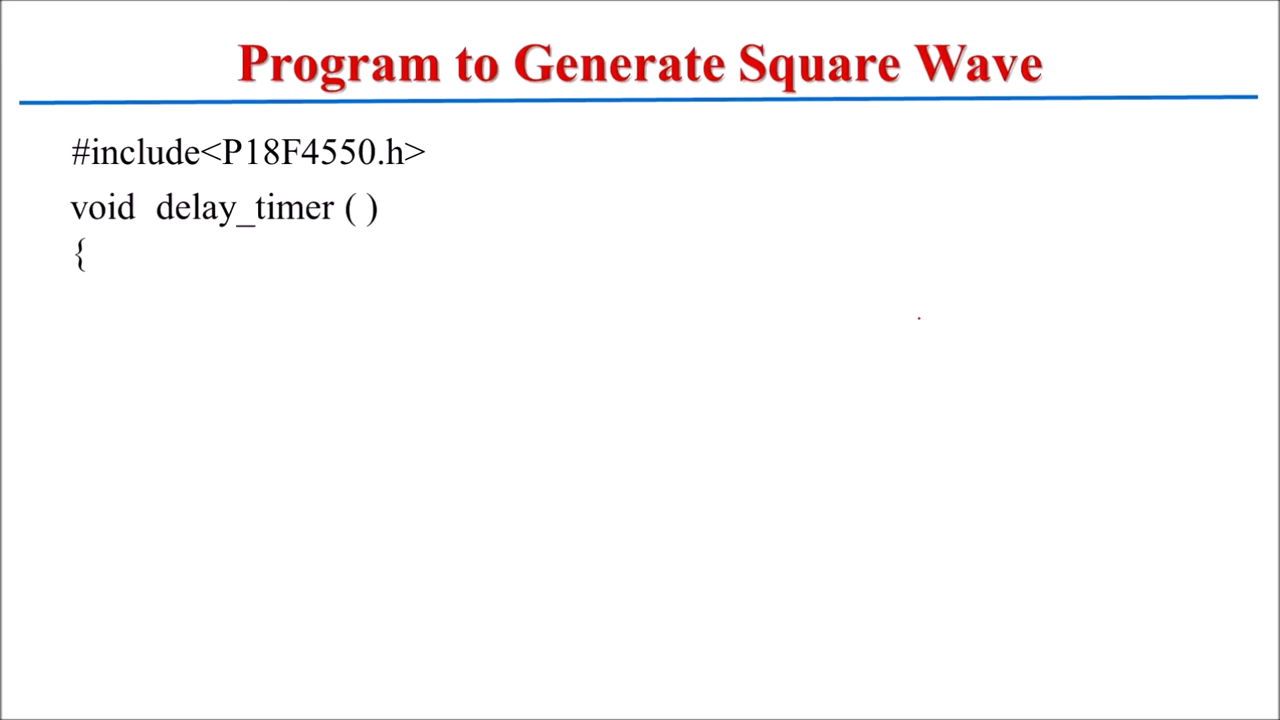 Program to Generate Square Wave
#include<P18F4550.h>
void delay_timer ( )
{